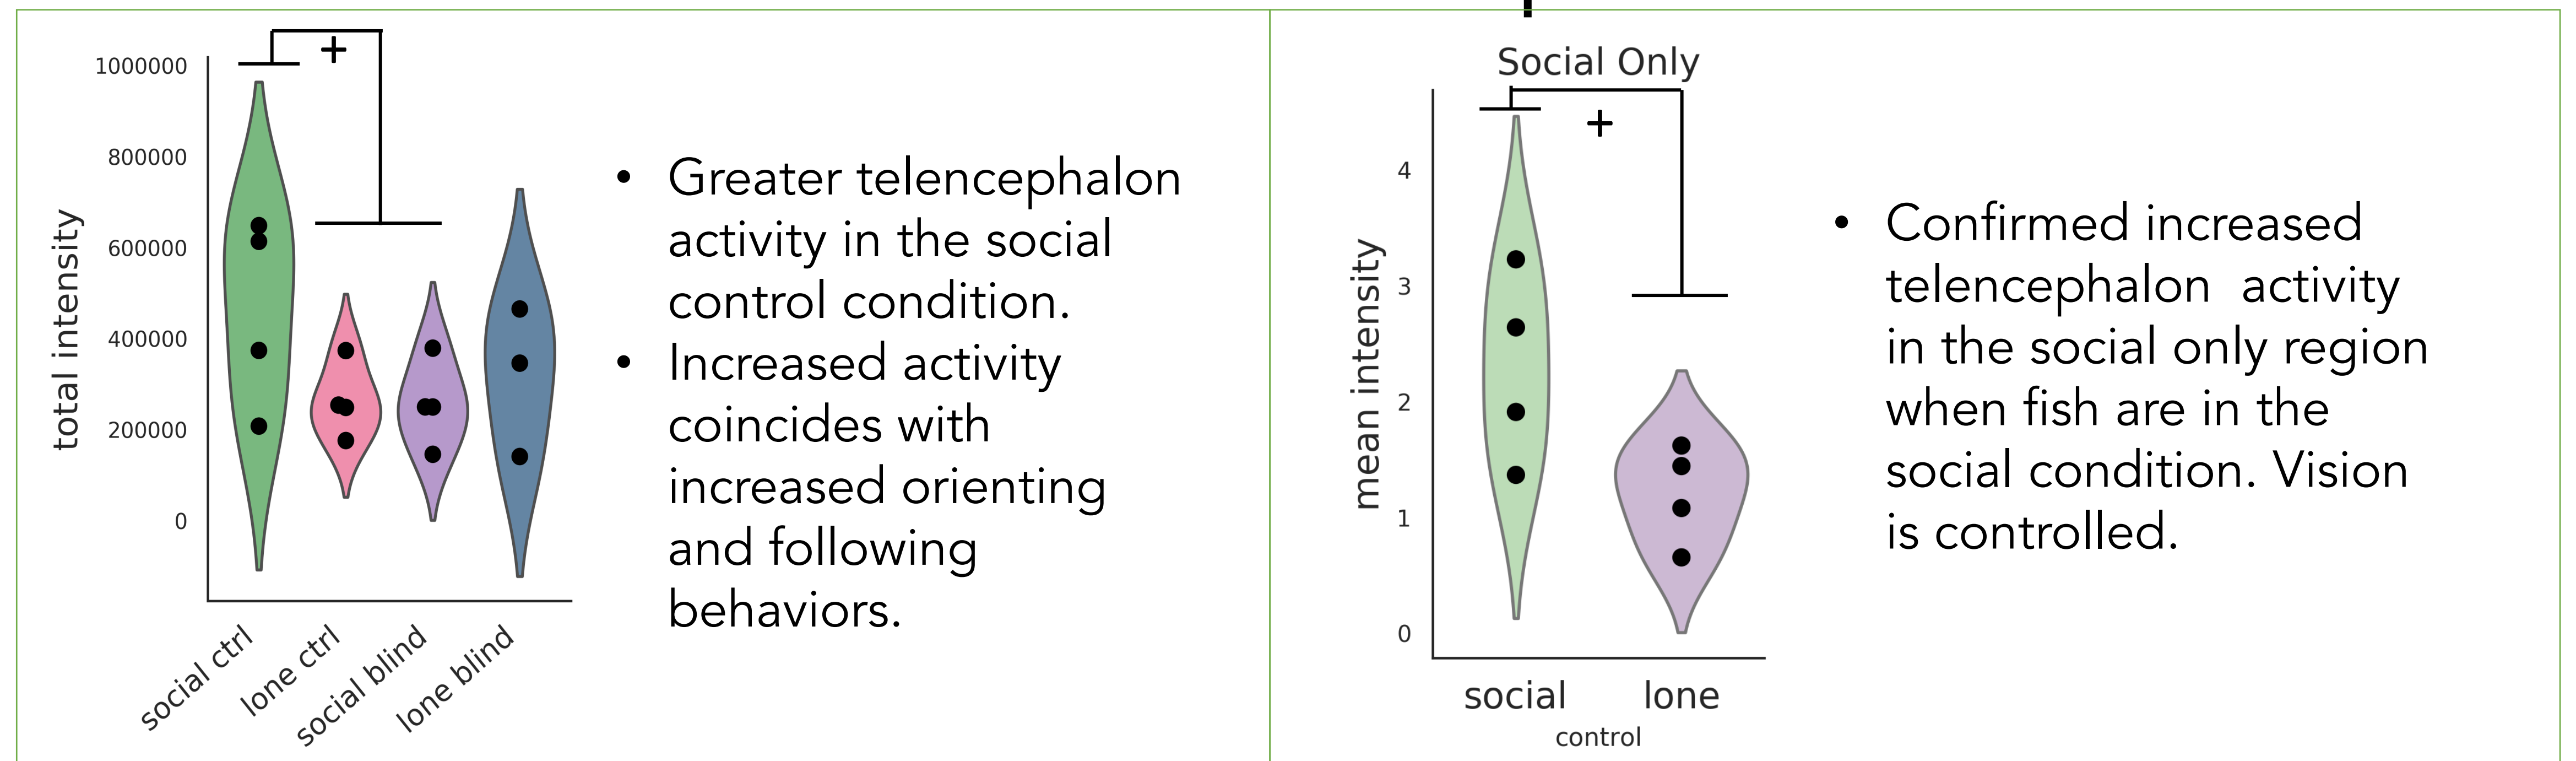 +
1000000
800000
600000
400000
200000
0
total intensity
social ctrl
lone ctrl
social blind
lone blind
• Greater telencephalon
activity in the social
control condition.
• Increased activity
coincides with
increased orienting
and following
behaviors.
Social Only
+
4
3
2
1
0
mean intensity
social
lone
control
• Confirmed increased
telencephalon activity
in the social only region
when fish are in the
social condition. Vision
is controlled.